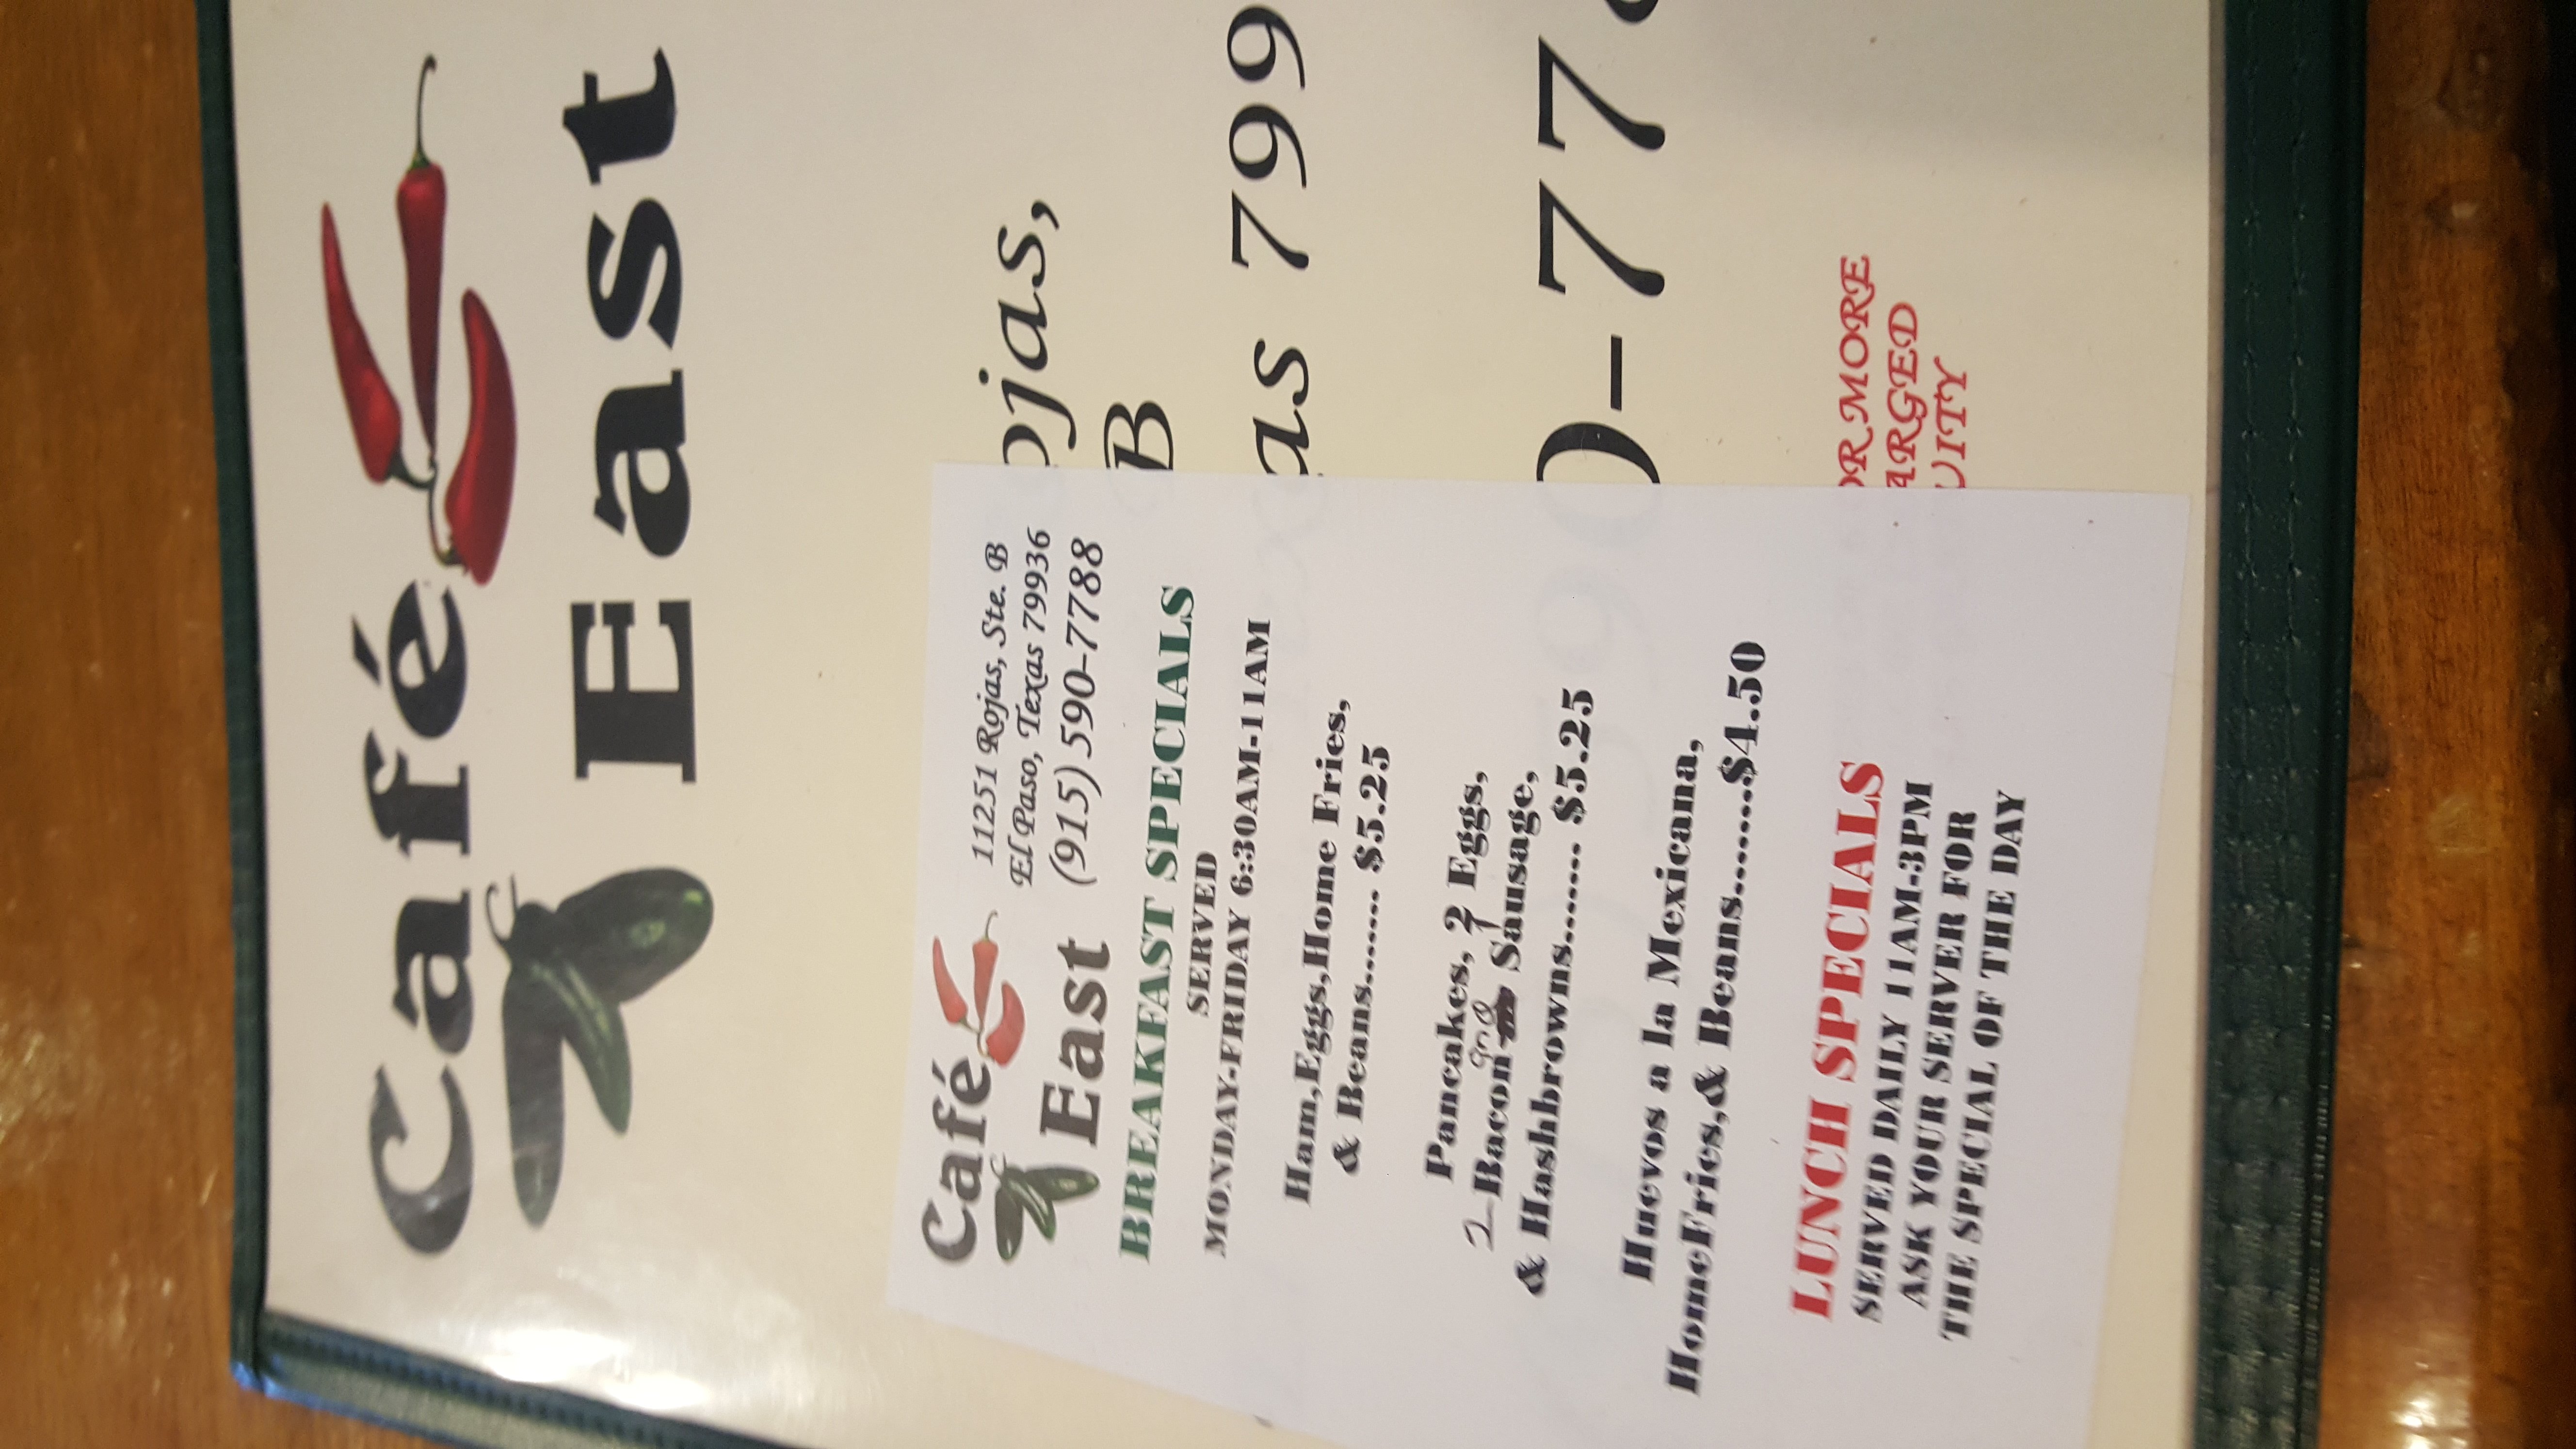 Café
East
ojas,
B
as 799
)-77
OR MORE
ARGED
UITY
Café
East
11251 Rojas, Ste. B
El Paso, Texas 79936
(915) 590-7788
BREAKFAST SPECIALS
SERVED
MONDAY-FRIDAY 6:30AM-11AM
Ham,Eggs,Home Fries,
& Beans........ $5.25
Pancakes, 2 Eggs,
2 Bacon and 1 Sausage,
& Hashbrowns........ $5.25
Huevos a la Mexicana,
HomeFries,& Beans........$4.50
LUNCH SPECIALS
SERVED DAILY 11AM-3PM
ASK YOUR SERVER FOR
THE SPECIAL OF THE DAY